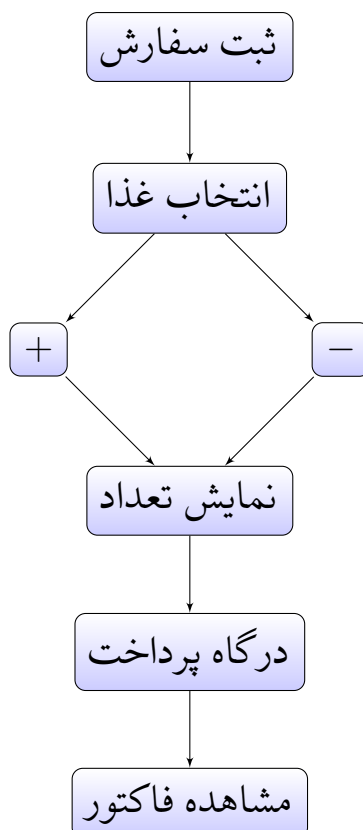 ثبت سفارش
انتخاب غذا
+
−
نمایش تعداد
درگاه پرداخت
مشاهده فاکتور